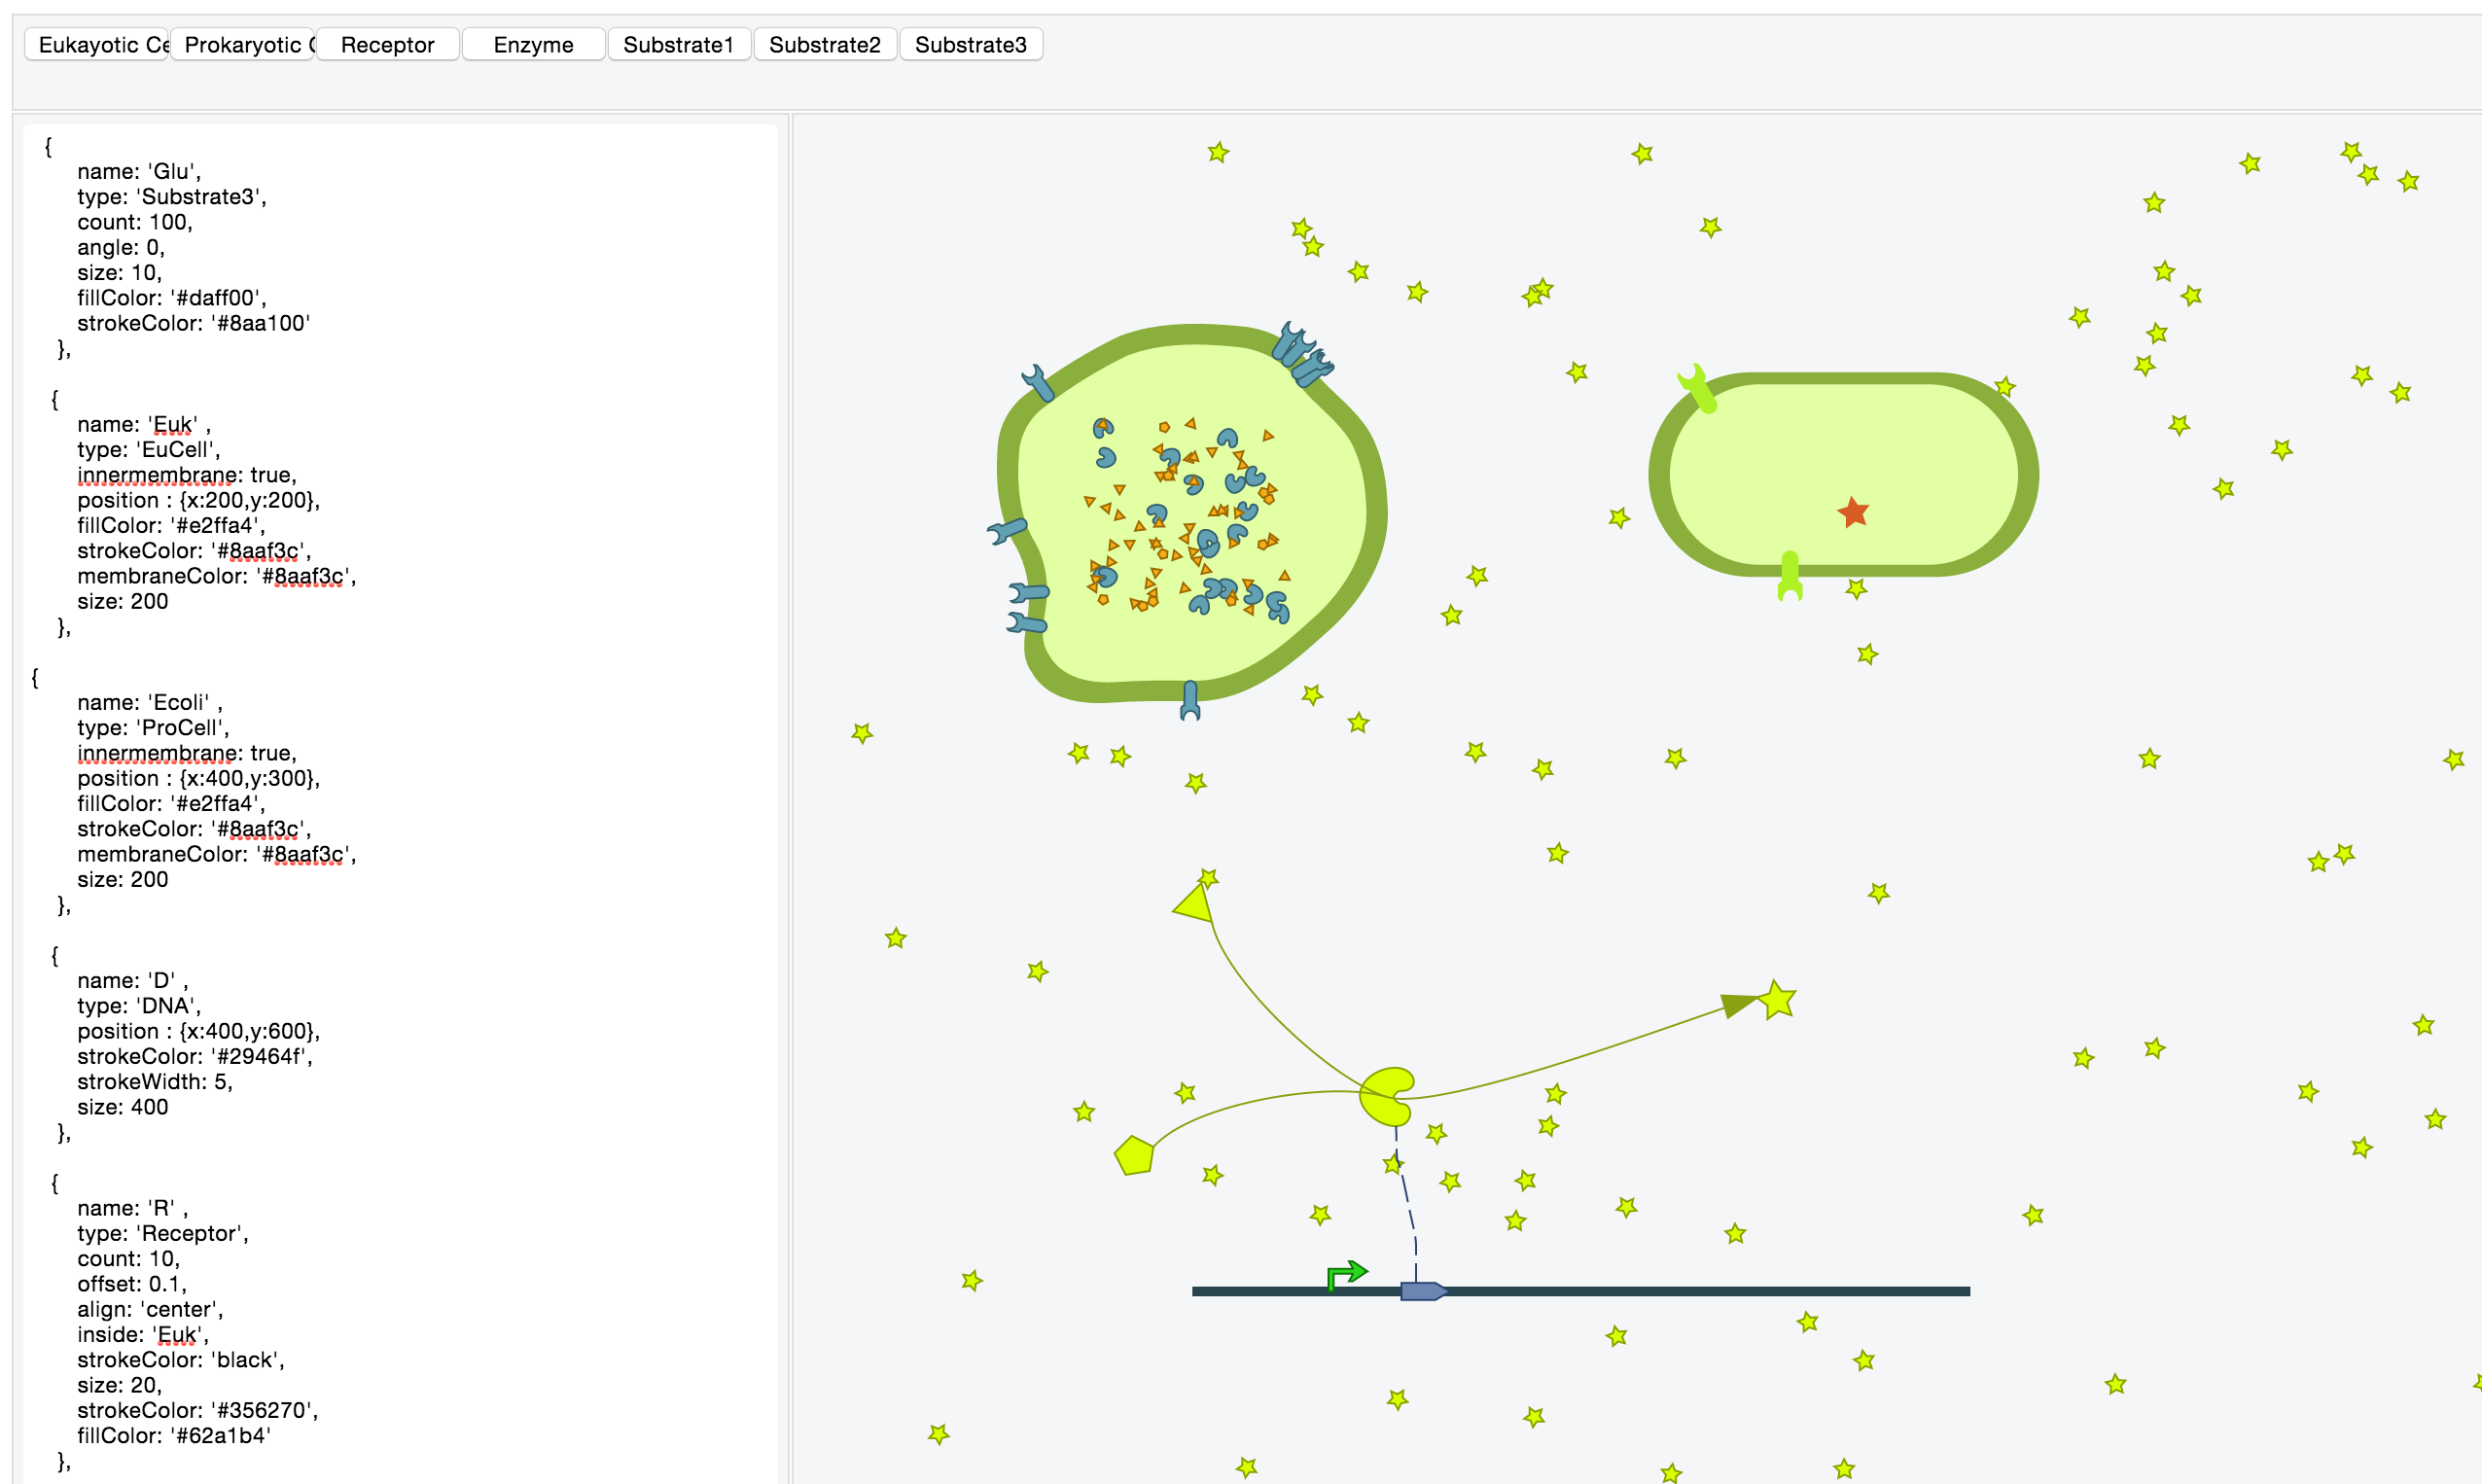 Eukayotic Ce Prokaryotic C Receptor Enzyme Substrate1 Substrate2 Substrate3
{
name: 'Glu',
type: 'Substrate3',
count: 100,
angle: 0,
size: 10,
fillColor: '#daff00',
strokeColor: '#8aa100'
},
{
name: 'Euk' ,
type: 'EuCell',
innermembrane: true,
position : {x:200,y:200},
fillColor: '#e2ffa4',
strokeColor: '#8aaf3c',
membraneColor: '#8aaf3c',
size: 200
},
{
name: 'Ecoli' ,
type: 'ProCell',
innermembrane: true,
position : {x:400,y:300},
fillColor: '#e2ffa4',
strokeColor: '#8aaf3c',
membraneColor: '#8aaf3c',
size: 200
},
{
name: 'D' ,
type: 'DNA',
position : {x:400,y:600},
strokeColor: '#29464f',
strokeWidth: 5,
size: 400
},
{
name: 'R' ,
type: 'Receptor',
count: 10,
offset: 0.1,
align: 'center',
inside: 'Euk',
strokeColor: 'black',
size: 20,
strokeColor: '#356270',
fillColor: '#62a1b4'
},